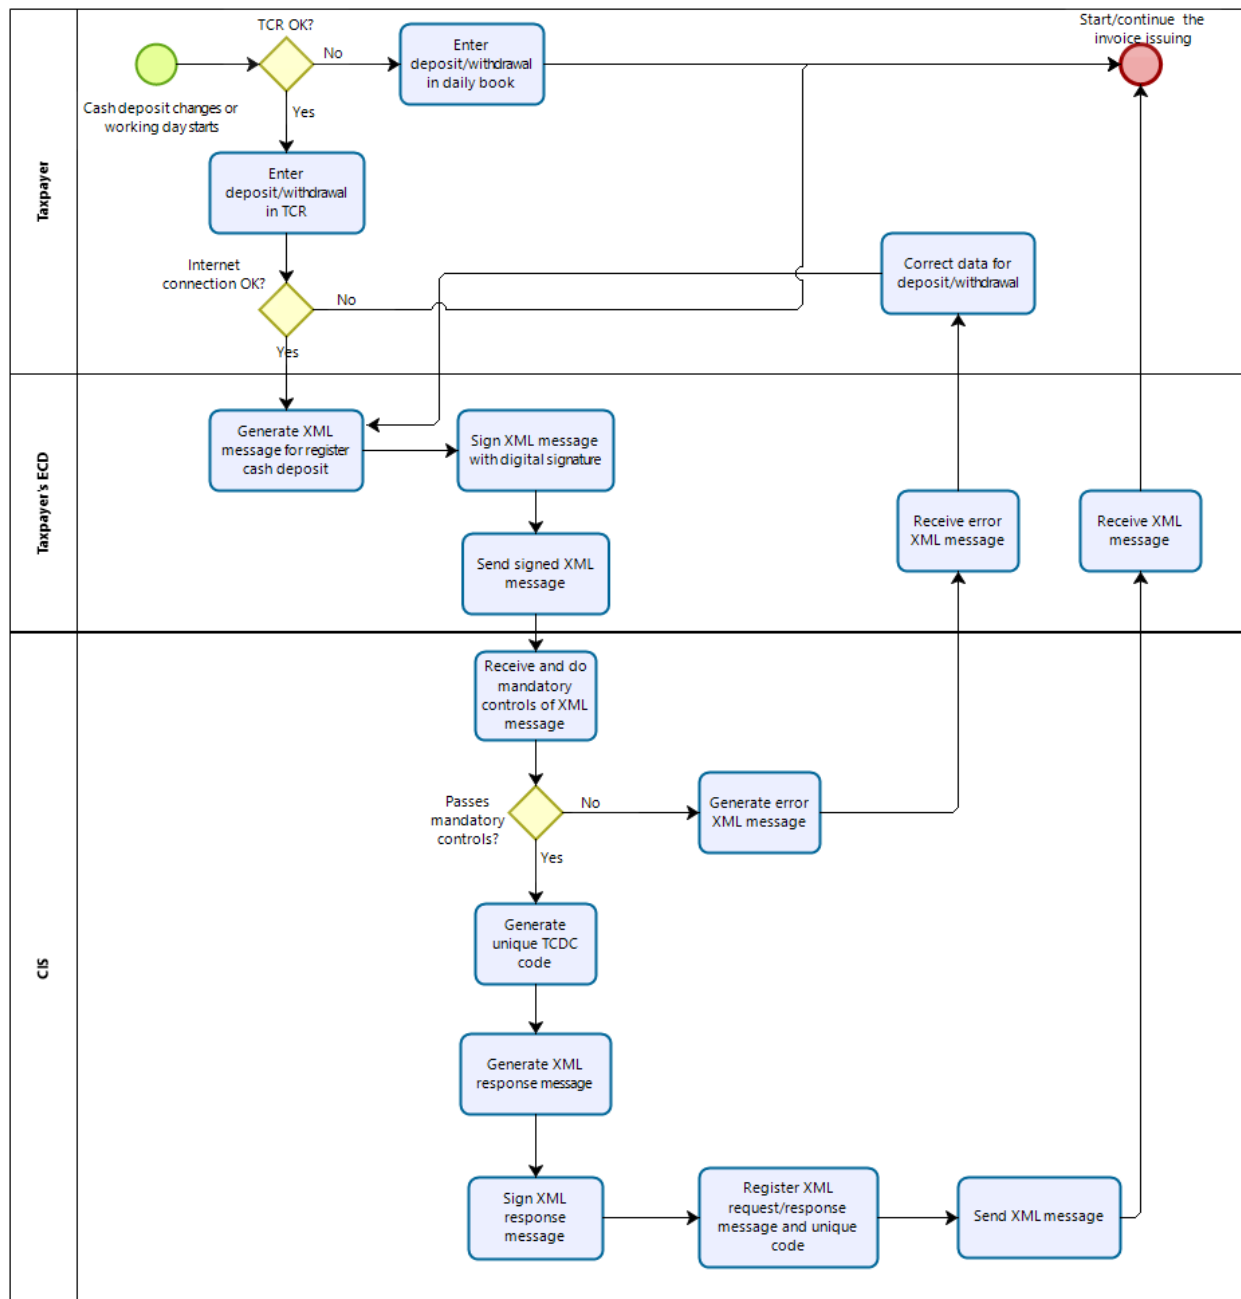 TCR OK?
Start/continue the
invoice issuing
No
Enter
deposit/withdrawal
in daily book
Cash deposit changes or
working day starts
Yes
Taxpayer
Enter
deposit/withdrawal
in TCR
Internet
connection OK?
No
Correct data for
deposit/withdrawal
Yes
Taxpayer's ECD
Generate XML
message for register
cash deposit
Sign XML message
with digital signature
Receive error
XML message
Receive XML
message
Send signed XML
message
CIS
Receive and do
mandatory
controls of XML
message
Passes
mandatory
controls?
No
Generate error
XML message
Yes
Generate
unique TCDC
code
Generate XML
response message
Sign XML
response
message
Register XML
request/response
message and unique
code
Send XML message